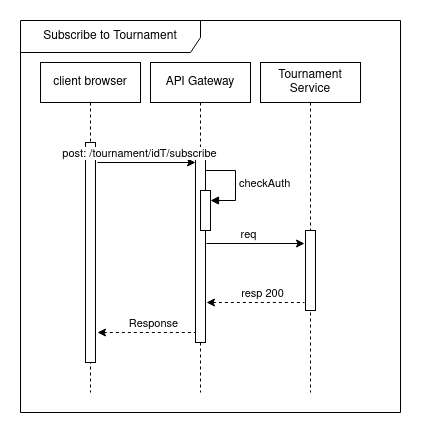 Subscribe to Tournament
client browser
API Gateway
Tournament
Service
post: /tournament/idT/subscribe
checkAuth
req
resp 200
Response